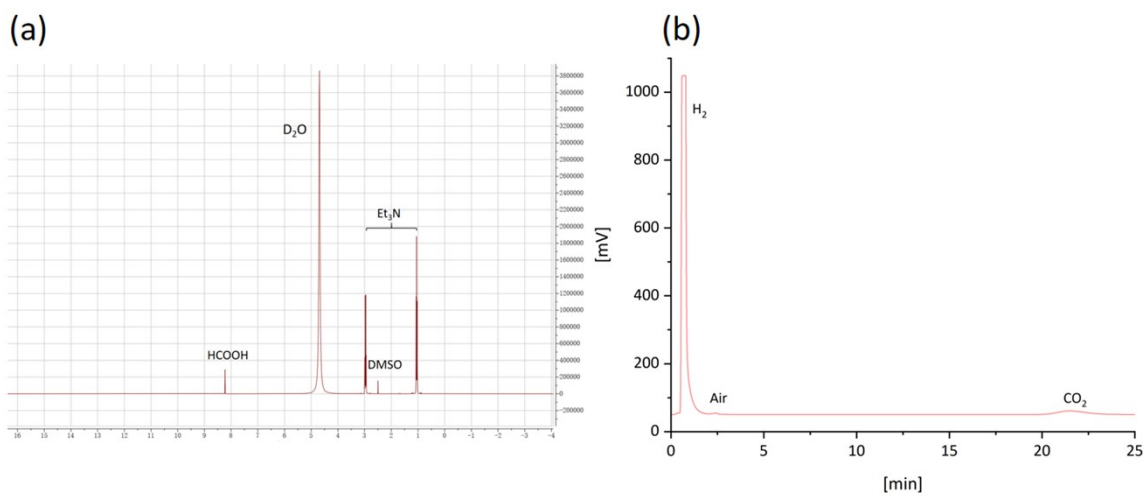 (a)
D₂O
Et₃N
HCOOH
DMSO
3800000
3600000
3400000
3200000
3000000
2800000
2600000
2400000
2200000
2000000
1800000
1600000
1400000
1200000
1000000
800000
600000
400000
200000
0
-200000
16 15 14 13 12 11 10 9 8 7 6 5 4 3 2 1 0 -1 -2 -3 -4
(b)
H₂
Air
CO₂
[mV]
1000
800
600
400
200
0
0 5 10 15 20 25
[min]